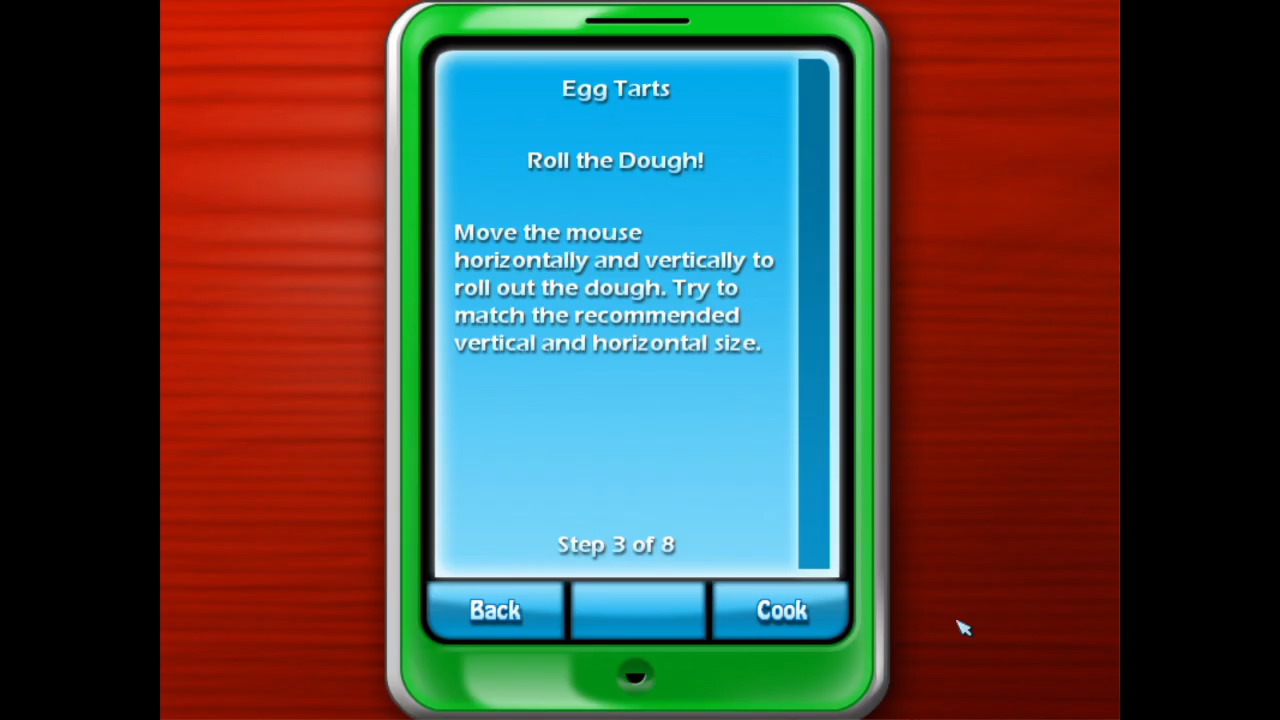 Egg Tarts
Roll the Dough!
Move the mouse
horizontally and vertically to
roll out the dough. Try to
match the recommended
vertical and horizontal size.
Step 3 of 8
Back
Cook